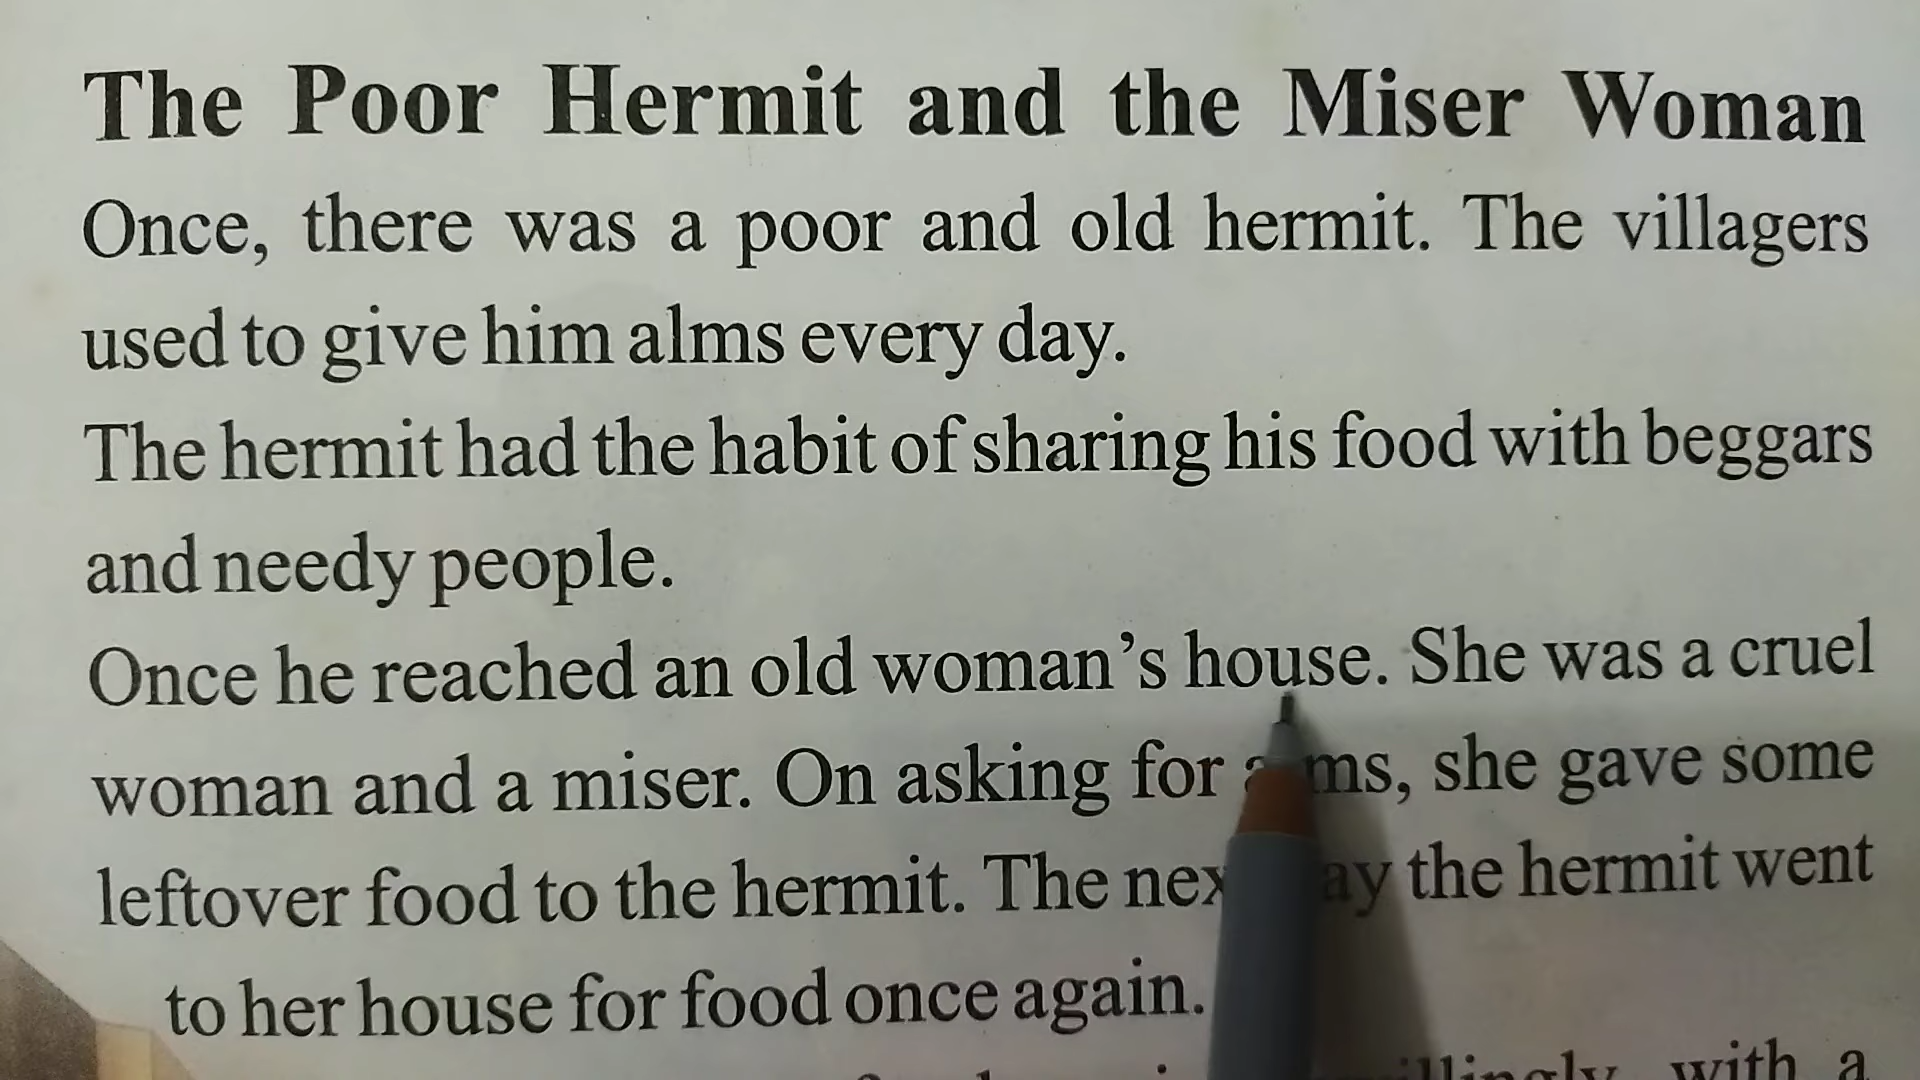 The Poor Hermit and the Miser Woman
Once, there was a poor and old hermit. The villagers
used to give him alms every day.
The hermit had the habit of sharing his food with beggars
and needy people.
Once he reached an old woman’s house. She was a cruel
woman and a miser. On asking for alms, she gave some
leftover food to the hermit. The next day the hermit went
to her house for food once again.
with a